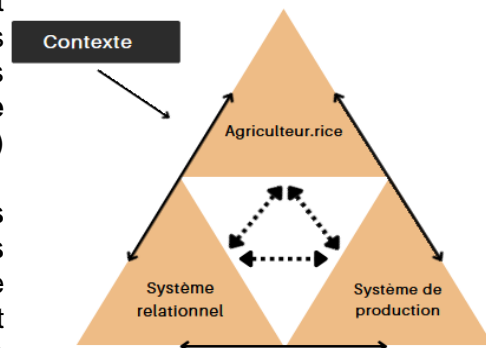 Contexte
Agriculteur.rice
Système
relationnel
Système de
production